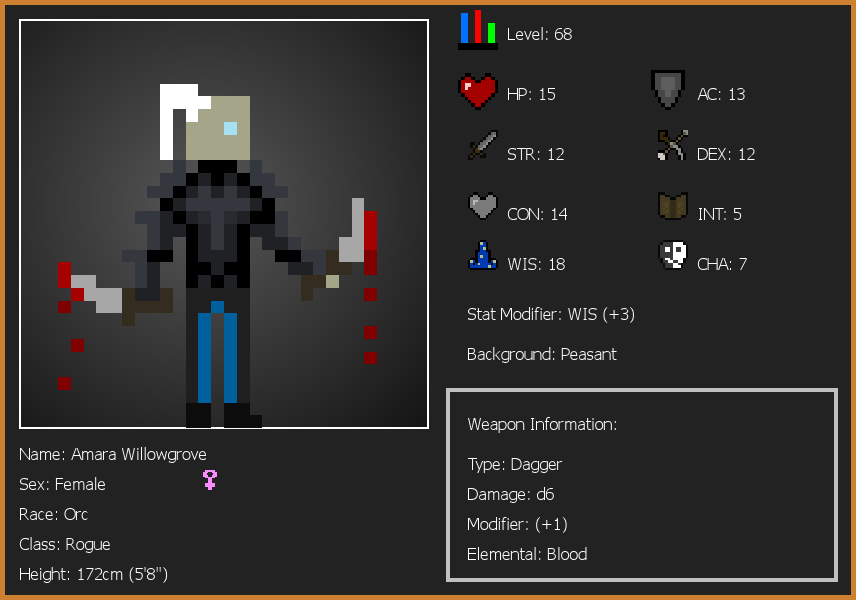 Level: 68
HP: 15
AC: 13
STR: 12
DEX: 12
CON: 14
INT: 5
WIS: 18
CHA: 7
Stat Modifier: WIS (+3)
Background: Peasant
Name: Amara Willowgrove
Sex: Female
Race: Orc
Class: Rogue
Height: 172cm (5'8")
Weapon Information:
Type: Dagger
Damage: d6
Modifier: (+1)
Elemental: Blood